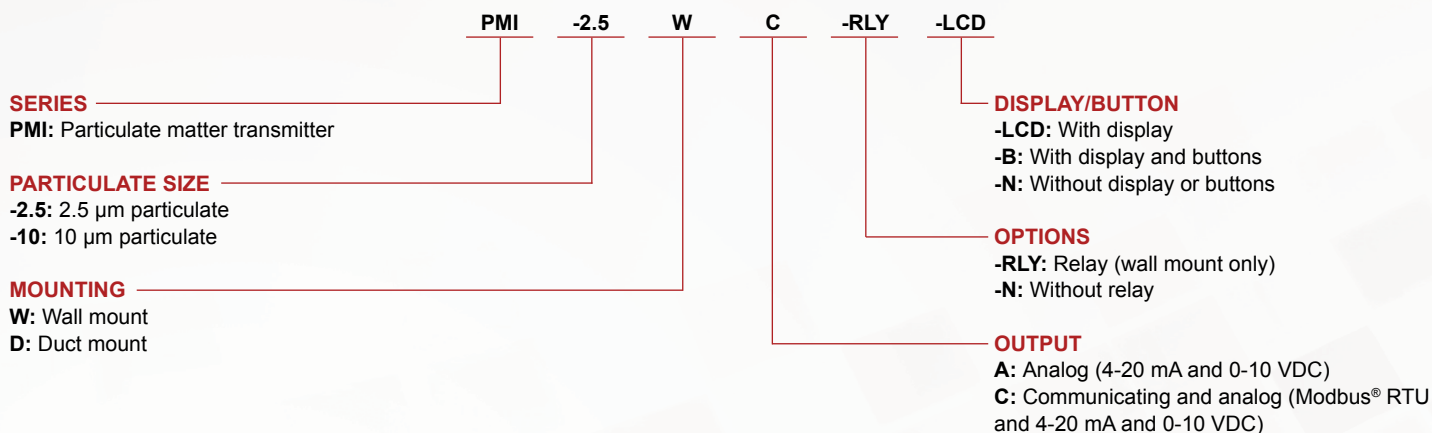 PMI -2.5 W C -RLY -LCD
SERIES
PMI: Particulate matter transmitter
PARTICULATE SIZE
-2.5: 2.5 µm particulate
-10: 10 µm particulate
MOUNTING
W: Wall mount
D: Duct mount
DISPLAY/BUTTON
-LCD: With display
-B: With display and buttons
-N: Without display or buttons
OPTIONS
-RLY: Relay (wall mount only)
-N: Without relay
OUTPUT
A: Analog (4-20 mA and 0-10 VDC)
C: Communicating and analog (Modbus® RTU
and 4-20 mA and 0-10 VDC)